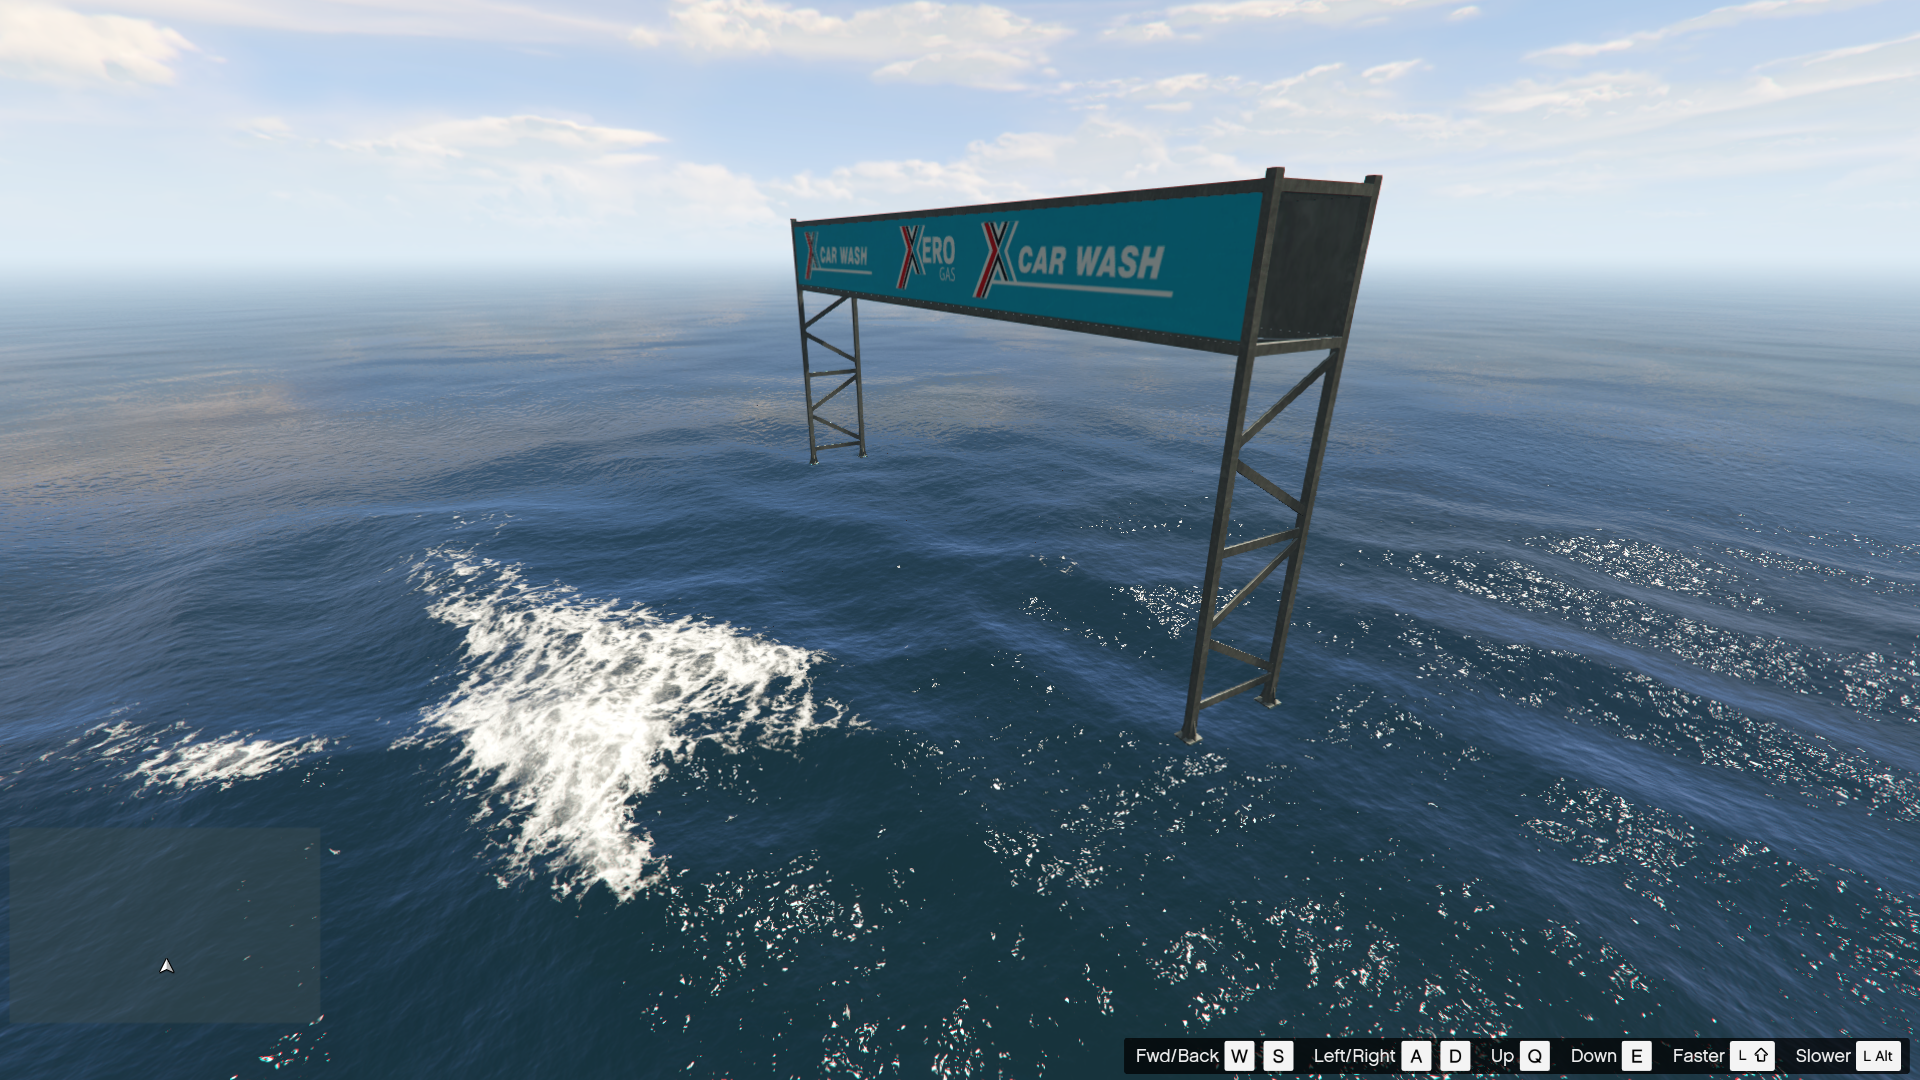 X CAR WASH XERO GAS X CAR WASH
Fwd/Back W S Left/Right A D Up Q Down E Faster L ⇧ Slower L Alt